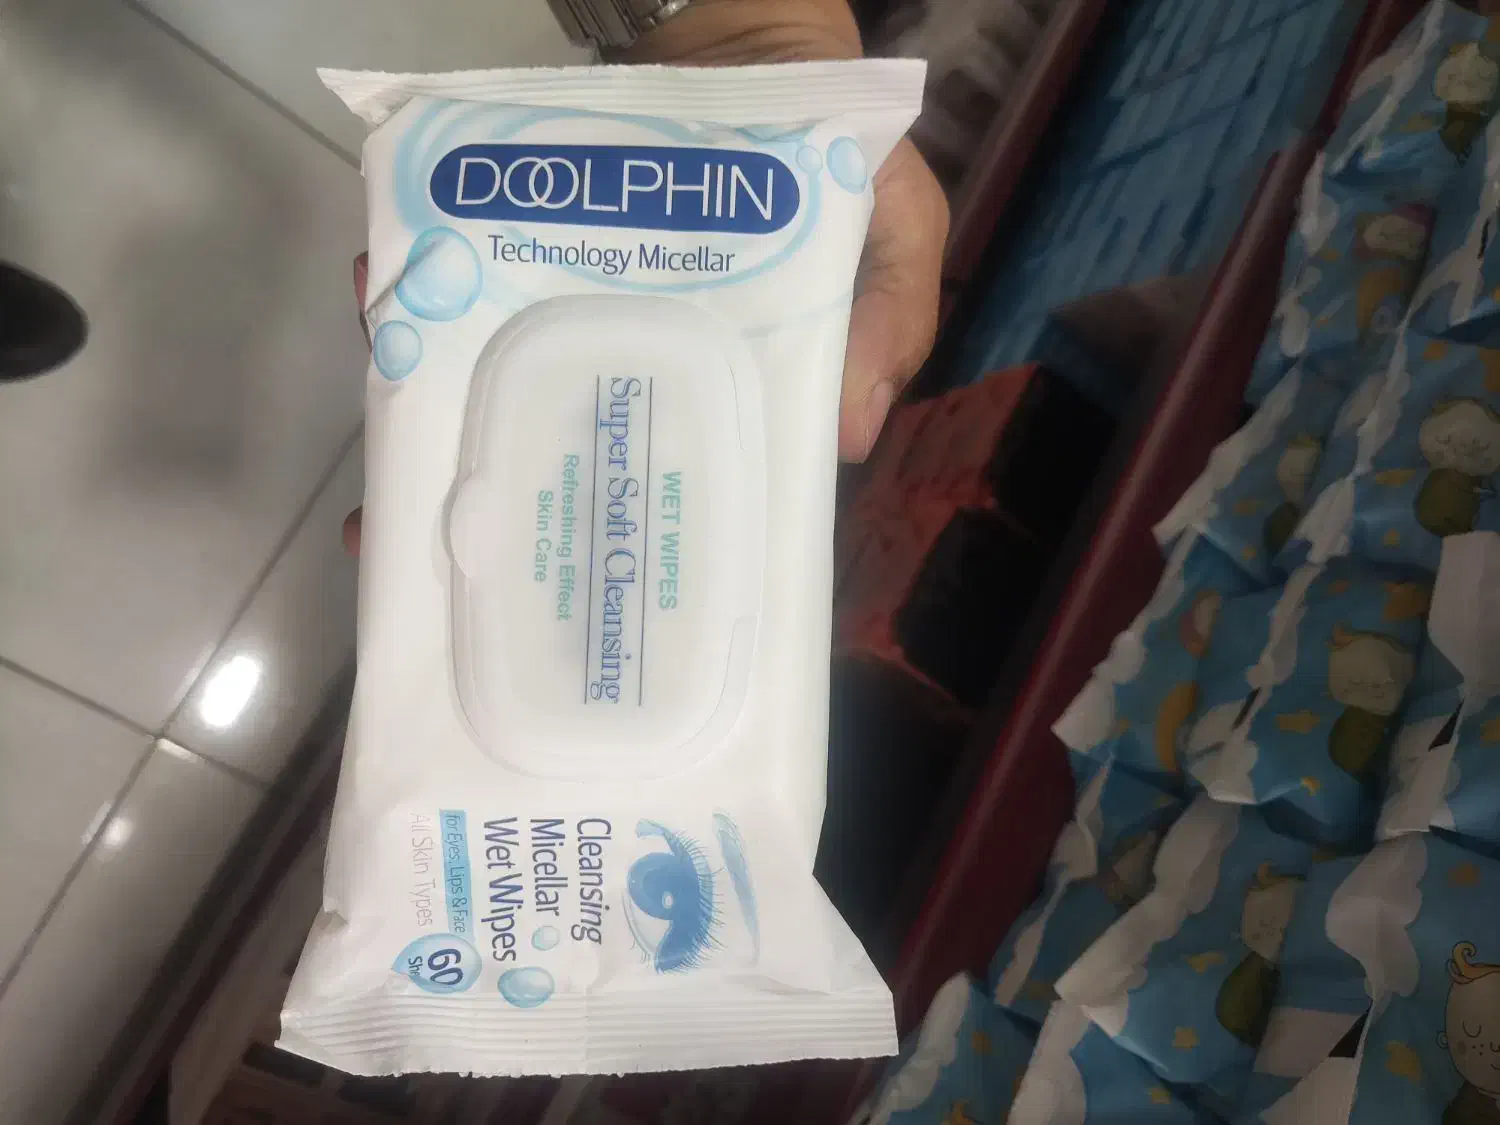 DOOLPHIN
Technology Micellar
WET WIPES
Super Soft Cleansing
Refreshing Effect
Skin Care
Cleansing
Micellar
Wet Wipes
for Eyes, Lips & Face
All Skin Types
60